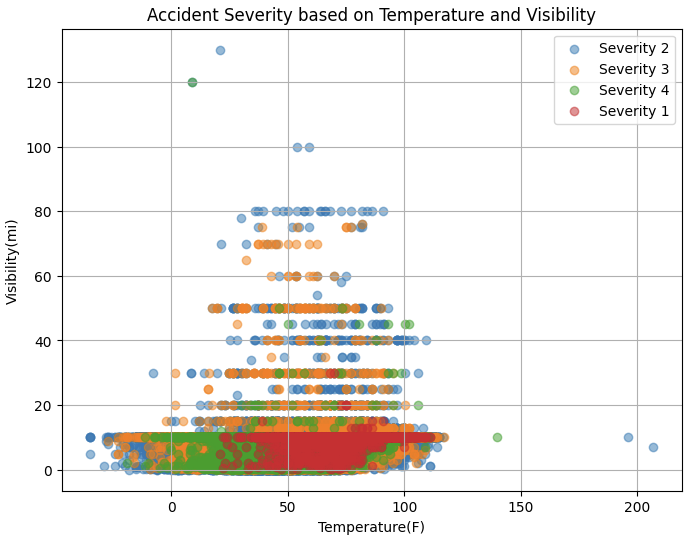 Accident Severity based on Temperature and Visibility
Severity 2
Severity 3
Severity 4
Severity 1
Visibility(mi)
120
100
80
60
40
20
0
0 50 100 150 200
Temperature(F)